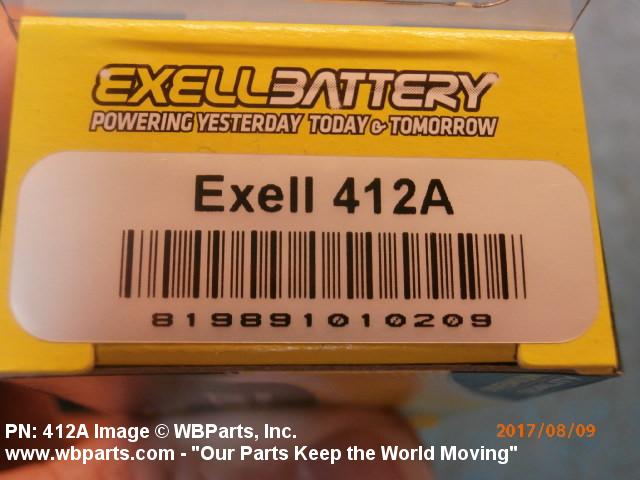 EXELLBATTERY
POWERING YESTERDAY TODAY & TOMORROW
Exell 412A
819891010209
PN: 412A Image © WBParts, Inc.
2017/08/09
www.wbparts.com - "Our Parts Keep the World Moving"